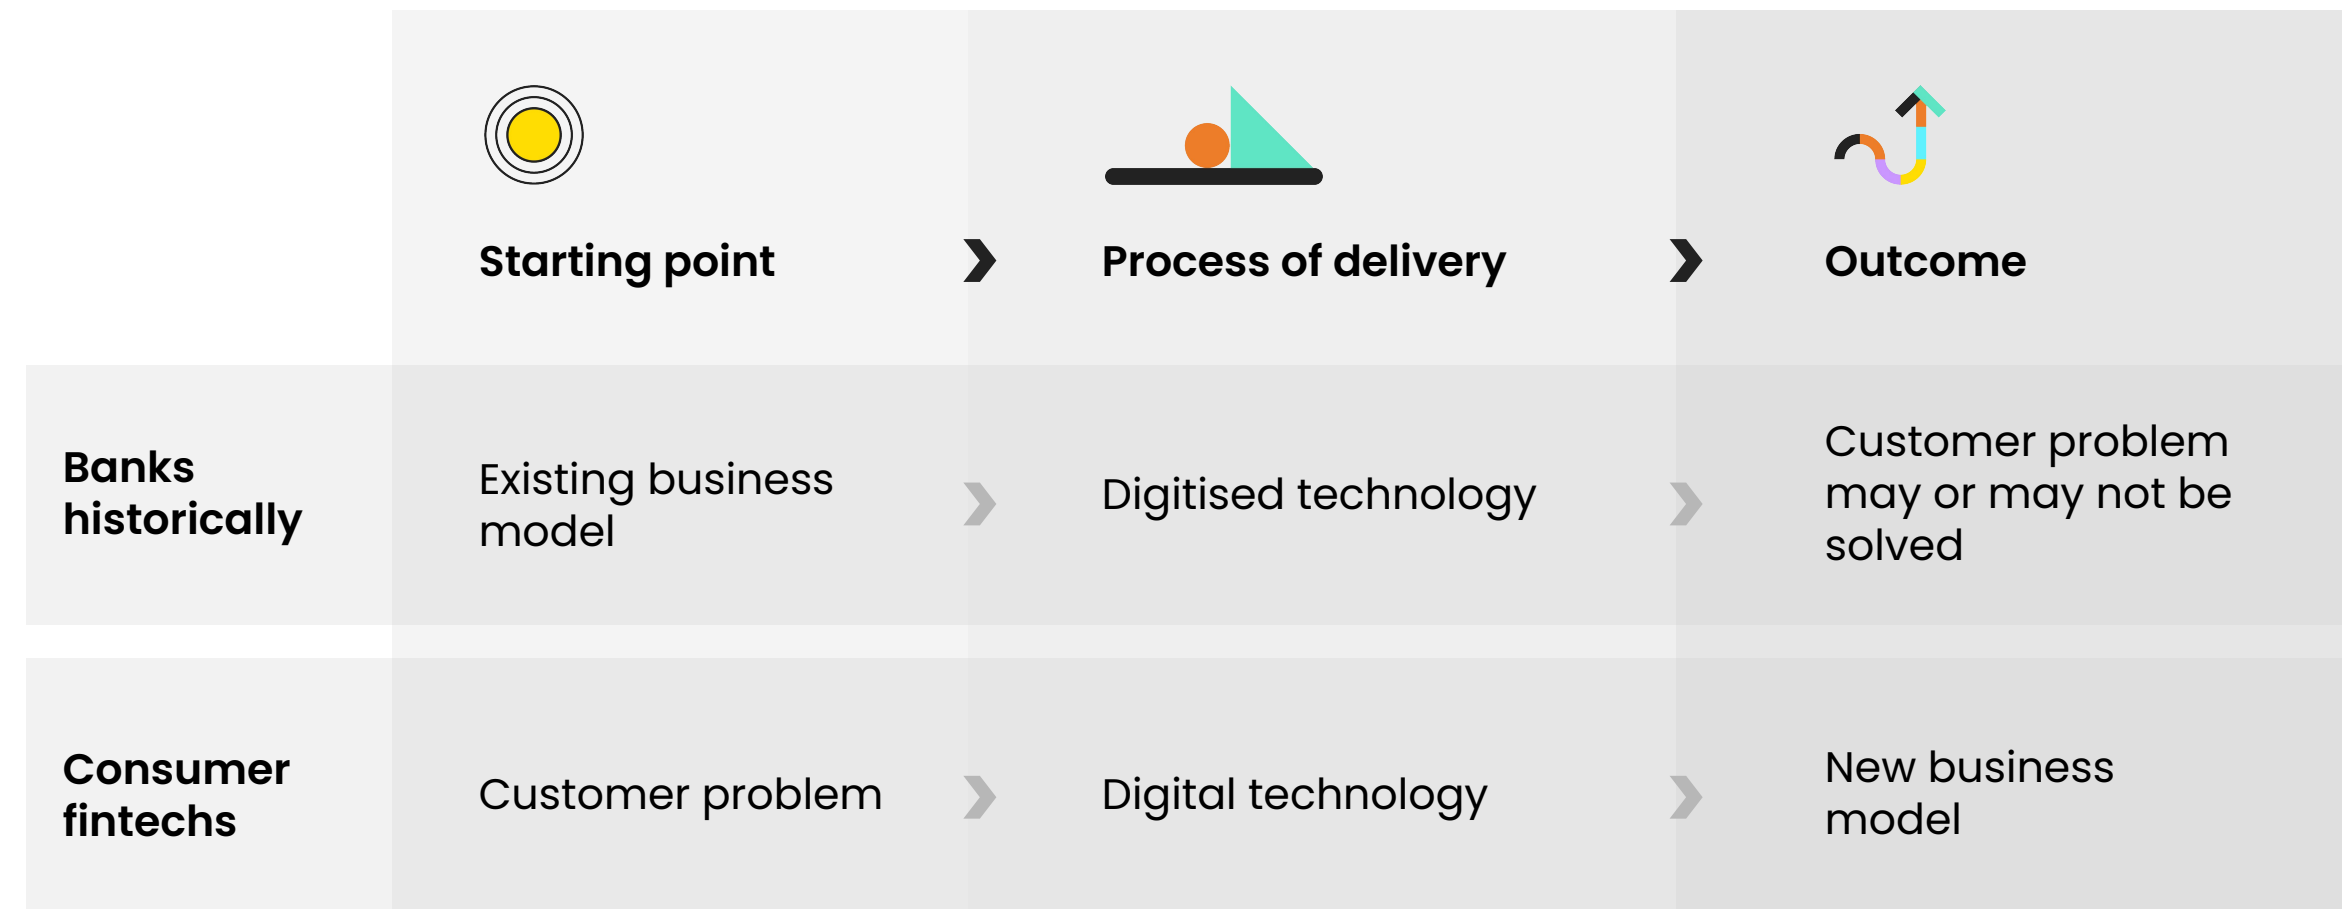 Starting point
Process of delivery
Outcome
Banks
historically
Existing business
model
Digitised technology
Customer problem
may or may not be
solved
Consumer
fintechs
Customer problem
Digital technology
New business
model